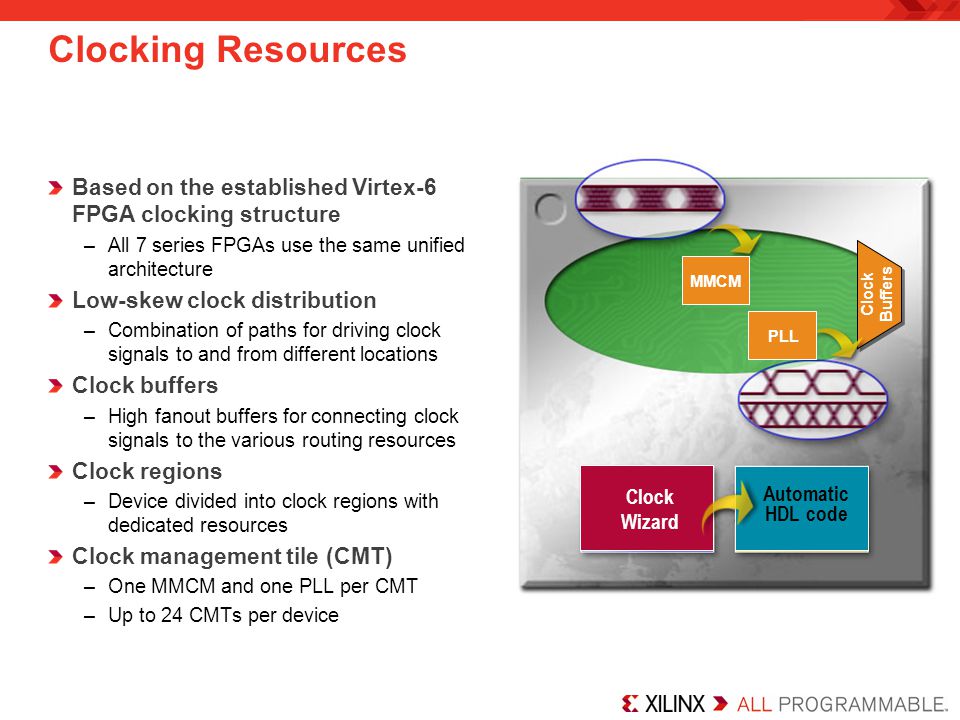 Clocking Resources
Based on the established Virtex-6
FPGA clocking structure
– All 7 series FPGAs use the same unified
architecture
Low-skew clock distribution
– Combination of paths for driving clock
signals to and from different locations
Clock buffers
– High fanout buffers for connecting clock
signals to the various routing resources
Clock regions
– Device divided into clock regions with
dedicated resources
Clock management tile (CMT)
– One MMCM and one PLL per CMT
– Up to 24 CMTs per device
MMCM
PLL
Clock
Buffers
Clock
Wizard
Automatic
HDL code
XILINX ALL PROGRAMMABLE.